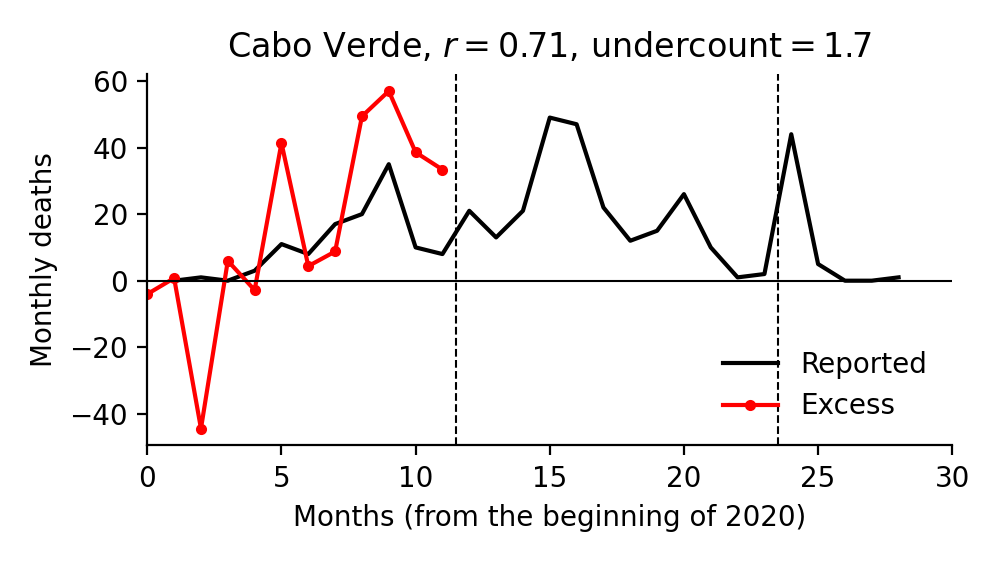 Cabo Verde, r = 0.71, undercount = 1.7
60
40
20
0
−20
−40
Monthly deaths
Reported
Excess
0 5 10 15 20 25 30
Months (from the beginning of 2020)